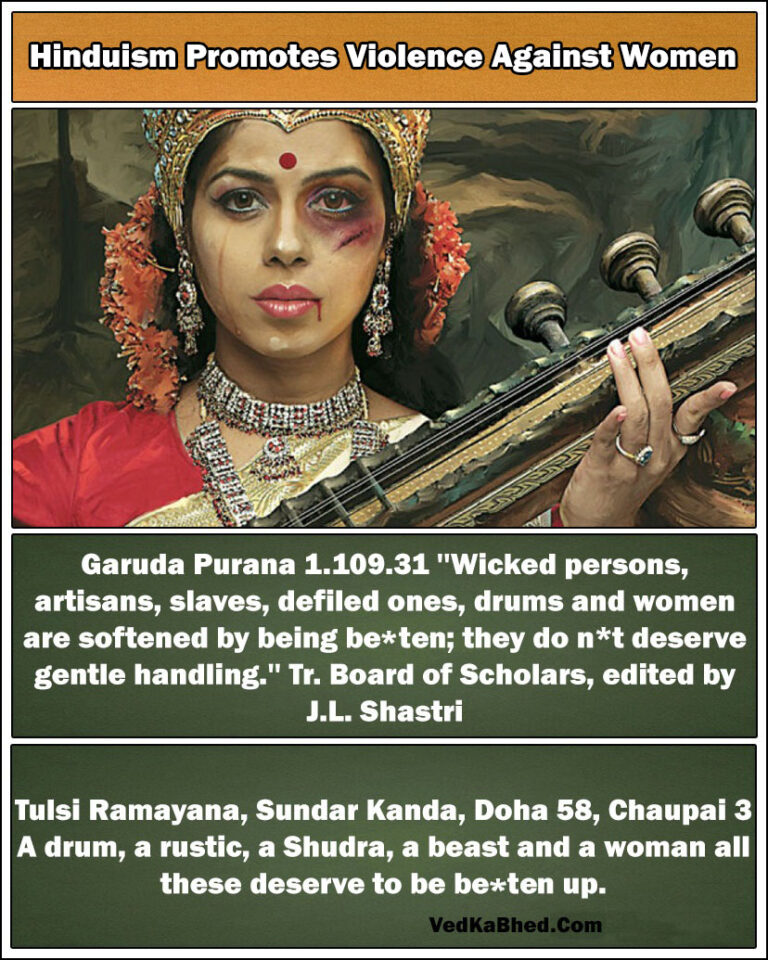 Hinduism Promotes Violence Against Women
Garuda Purana 1.109.31 "Wicked persons,
artisans, slaves, defiled ones, drums and women
are softened by being be*ten; they do n*t deserve
gentle handling." Tr. Board of Scholars, edited by
J.L. Shastri
Tulsi Ramayana, Sundar Kanda, Doha 58, Chaupai 3
A drum, a rustic, a Shudra, a beast and a woman all
these deserve to be be*ten up.
VedKaBhed.Com